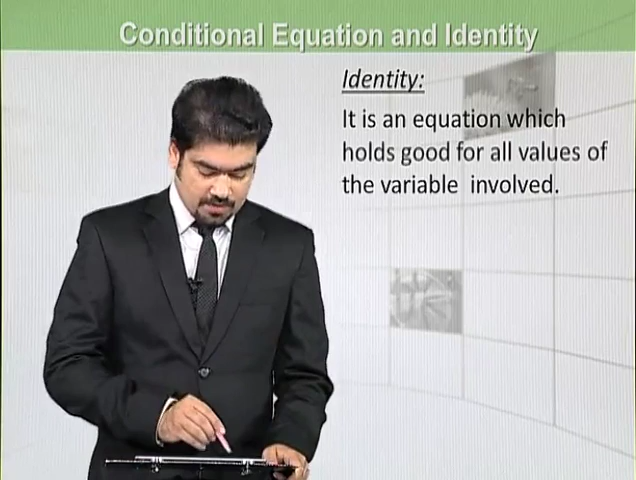 Conditional Equation and Identity
Identity:
It is an equation which
holds good for all values of
the variable involved.